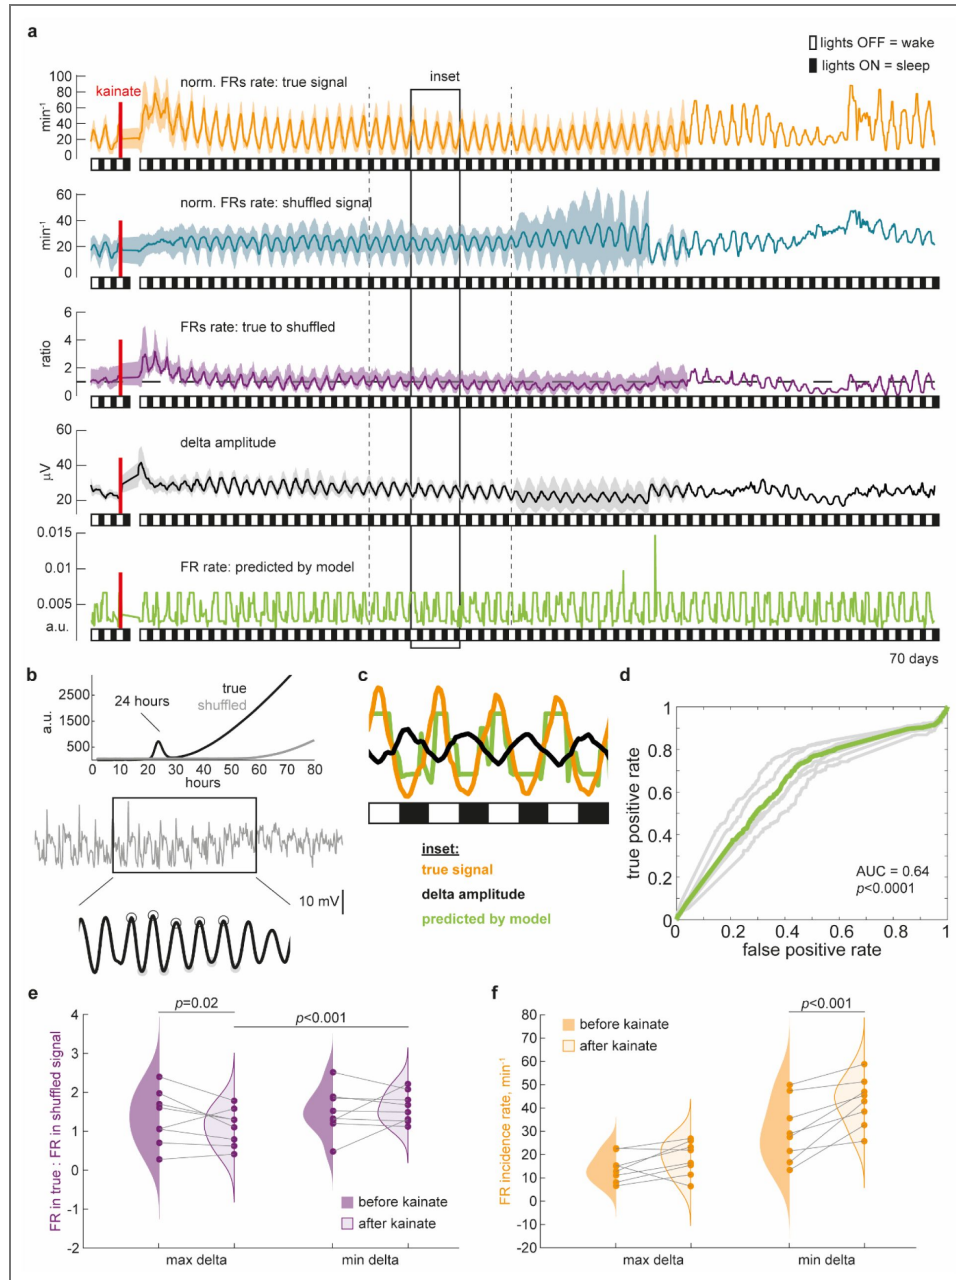 a
lights OFF = wake
lights ON = sleep
norm. FRs rate: true signal
inset
kainate
100
80
60
40
20
0
min-1
norm. FRs rate: shuffled signal
60
40
20
0
min-1
FRs rate: true to shuffled
6
4
2
0
ratio
delta amplitude
60
40
20
µV
FR rate: predicted by model
0.015
0.01
0.005
a.u.
70 days
b
true
shuffled
24 hours
a.u.
2500
1500
500
0 10 20 30 40 50 60 70 80
hours
10 mV
c
inset:
true signal
delta amplitude
predicted by model
d
true positive rate
1
0.8
0.6
0.4
0.2
0
AUC = 0.64
p<0.0001
0 0.2 0.4 0.6 0.8 1
false positive rate
e
p=0.02
p<0.001
FR in true : FR in shuffled signal
4
3
2
1
0
-1
-2
before kainate
after kainate
max delta min delta
f
p<0.001
before kainate
after kainate
FR incidence rate, min-1
80
70
60
50
40
30
20
10
0
-10
-20
max delta min delta